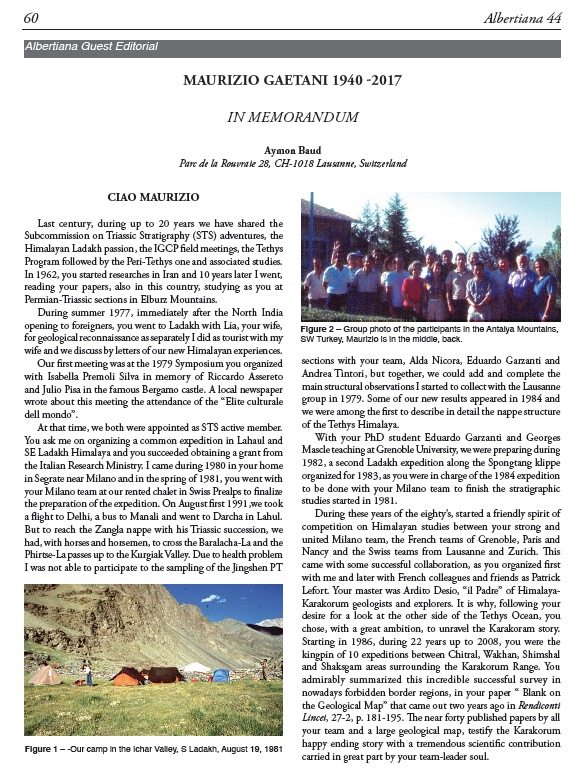 60
Albertiana 44
Albertiana Guest Editorial
MAURIZIO GAETANI 1940 -2017
IN MEMORANDUM
Aymon Baud
Parc de la Rouvraie 28, CH-1018 Lausanne, Switzerland
CIAO MAURIZIO
Last century, during up to 20 years we have shared the
Subcommission on Triassic Stratigraphy (STS) adventures, the
Himalayan Ladakh passion, the IGCP field meetings, the Tethys
Program followed by the Peri-Tethys one and associated studies.
In 1962, you started researches in Iran and 10 years later I went,
reading your papers, also in this country, studying as you at
Permian-Triassic sections in Elburz Mountains.
During summer 1977, immediately after the North India
opening to foreigners, you went to Ladakh with Lia, your wife,
for geological reconnaissance as separately I did as tourist with my
wife and we discuss by letters of our new Himalayan experiences.
Our first meeting was at the 1979 Symposium you organized
with Isabella Premoli Silva in memory of Riccardo Assereto
and Julio Pisa in the famous Bergamo castle. A local newspaper
wrote about this meeting the attendance of the “Elite culturale
dell mondo”.
At that time, we both were appointed as STS active member.
You ask me on organizing a common expedition in Lahaul and
SE Ladakh Himalaya and you succeeded obtaining a grant from
the Italian Research Ministry. I came during 1980 in your home
in Segrate near Milano and in the spring of 1981, you went with
your Milano team at our rented chalet in Swiss Prealps to finalize
the preparation of the expedition. On August first 1991,we took
a flight to Delhi, a bus to Manali and went to Darcha in Lahul.
But to reach the Zangla nappe with his Triassic succession, we
had, with horses and horsemen, to cross the Baralacha-La and the
Phirtse-La passes up to the Kurgiak Valley. Due to health problem
I was not able to participate to the sampling of the Jingshen PT
Figure 1 – -Our camp in the Ichar Valley, S Ladakh, August 19, 1981
Figure 2 – Group photo of the participants in the Antalya Mountains,
SW Turkey, Maurizio is in the middle, back.
sections with your team, Alda Nicora, Eduardo Garzanti and
Andrea Tintori, but together, we could add and complete the
main structural observations I started to collect with the Lausanne
group in 1979. Some of our new results appeared in 1984 and
we were among the first to describe in detail the nappe structure
of the Tethys Himalaya.
With your PhD student Eduardo Garzanti and Georges
Mascle teaching at Grenoble University, we were preparing during
1982, a second Ladakh expedition along the Spongtang klippe
organized for 1983, as you were in charge of the 1984 expedition
to be done with your Milano team to finish the stratigraphic
studies started in 1981.
During these years of the eighty’s, started a friendly spirit of
competition on Himalayan studies between your strong and
united Milano team, the French teams of Grenoble, Paris and
Nancy and the Swiss teams from Lausanne and Zurich. This
came with some successful collaboration, as you organized first
with me and later with French colleagues and friends as Patrick
Lefort. Your master was Ardito Desio, “il Padre” of Himalaya-
Karakorum geologists and explorers. It is why, following your
desire for a look at the other side of the Tethys Ocean, you
chose, with a great ambition, to unravel the Karakoram story.
Starting in 1986, during 22 years up to 2008, you were the
kingpin of 10 expeditions between Chitral, Wakhan, Shimshal
and Shaksgam areas surrounding the Karakorum Range. You
admirably summarized this incredible successful survey in
nowadays forbidden border regions, in your paper “ Blank on
the Geological Map” that came out two years ago in Rendiconti
Lincei, 27-2, p. 181-195. The near forty published papers by all
your team and a large geological map, testify the Karakorum
happy ending story with a tremendous scientific contribution
carried in great part by your team-leader soul.